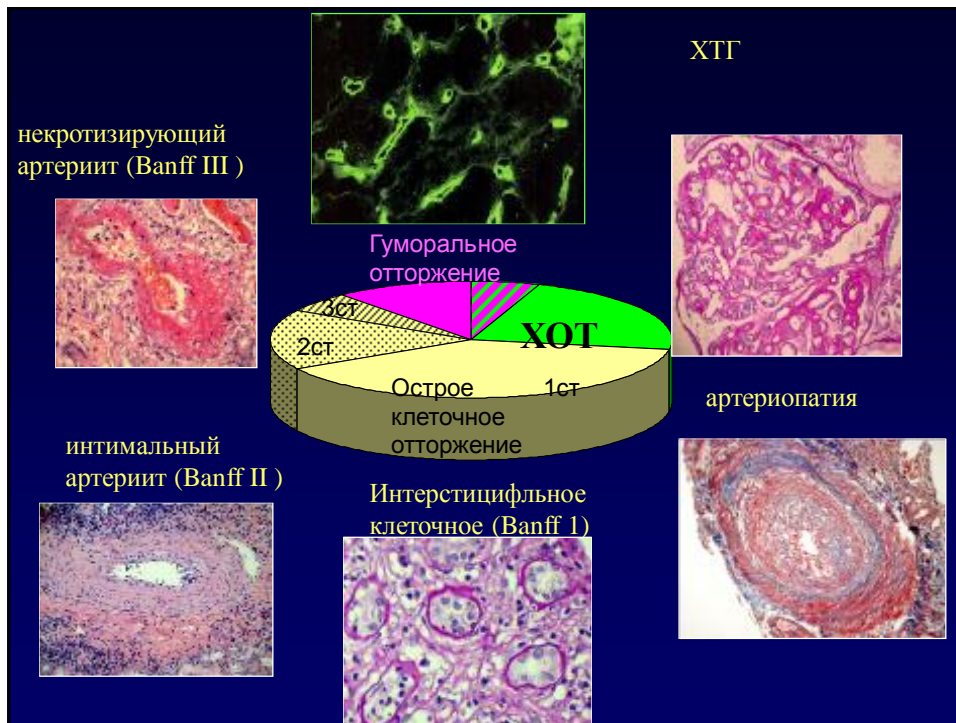 ХТГ
некротизирующий
артериит (Banff III )
Гуморальное
отторжение
3ст
2ст
ХОТ
Острое 1ст
клеточное
отторжение
артериопатия
интимальный
артериит (Banff II )
Интерстицифльное
клеточное (Banff 1)